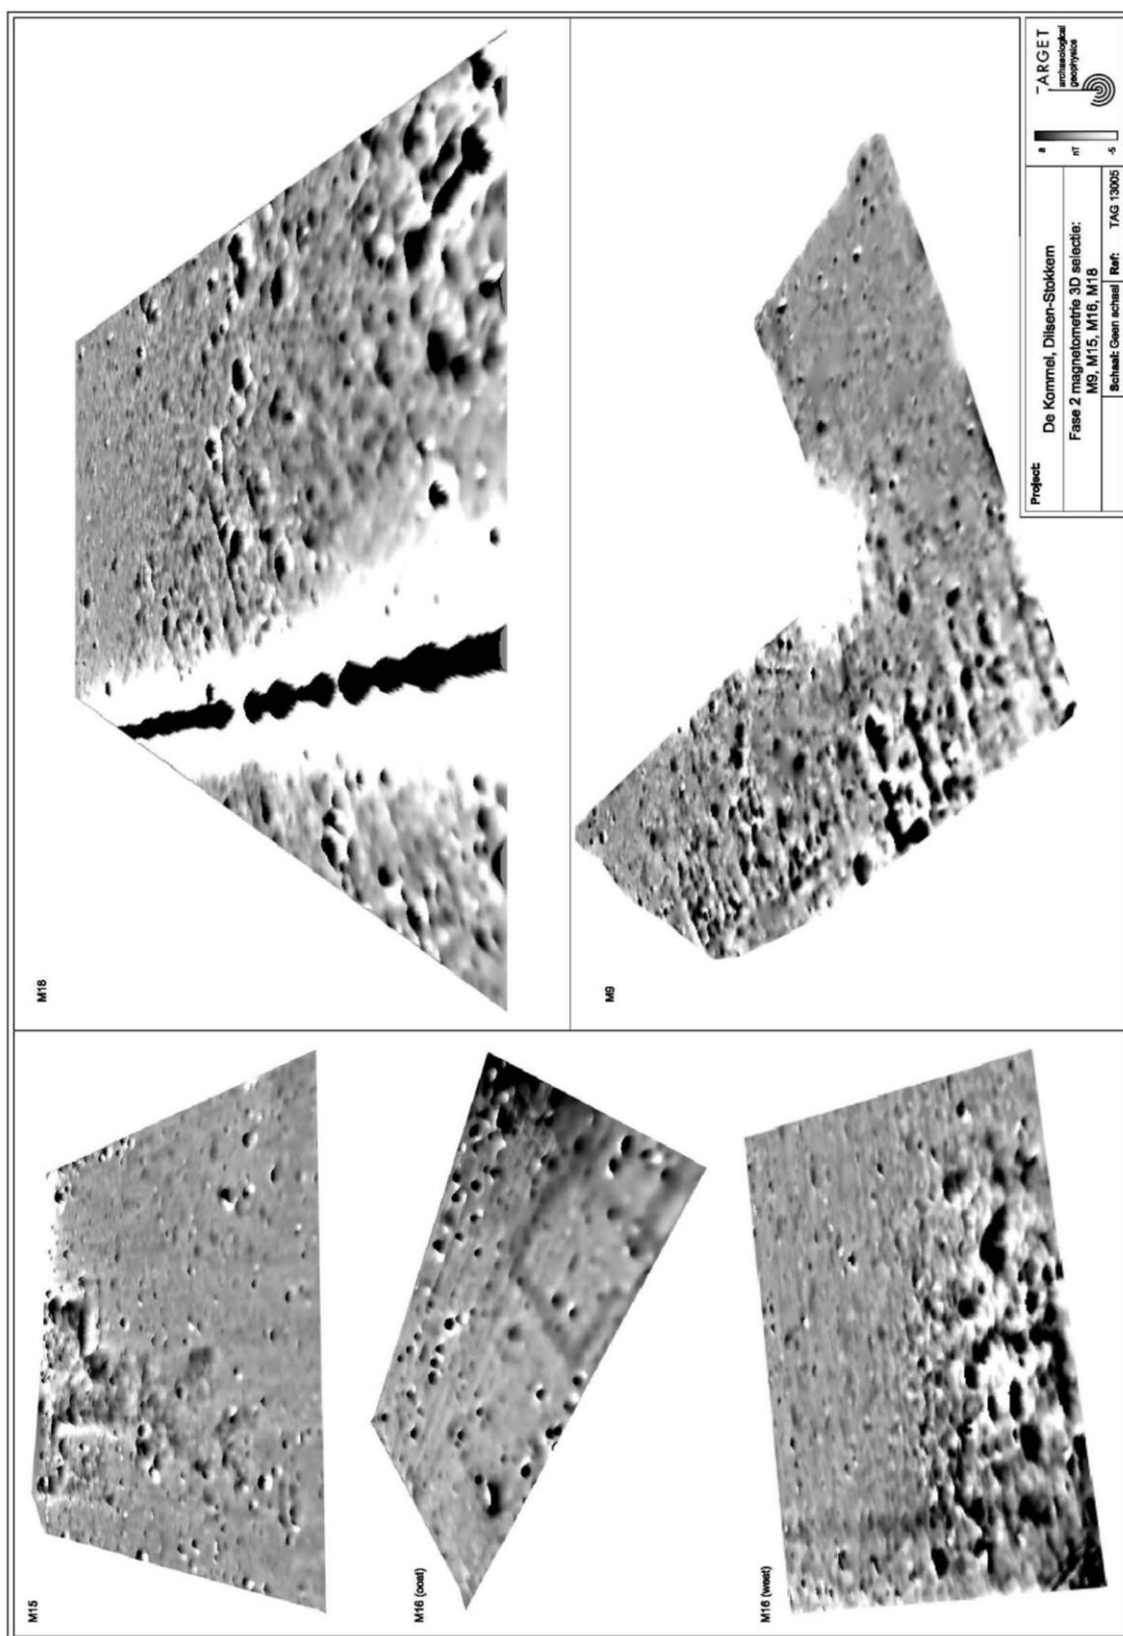 M15
M16 (oost)
M16 (west)
M18
M9
Project:
De Kommel, Dilsen-Stokkem
Fase 2 magnetometrie 3D selectie:
M9, M15, M16, M18
Schaal: Geen schaal
Ref: TAG 13005
8
nT
-5
TARGET
archaeological
geophysics